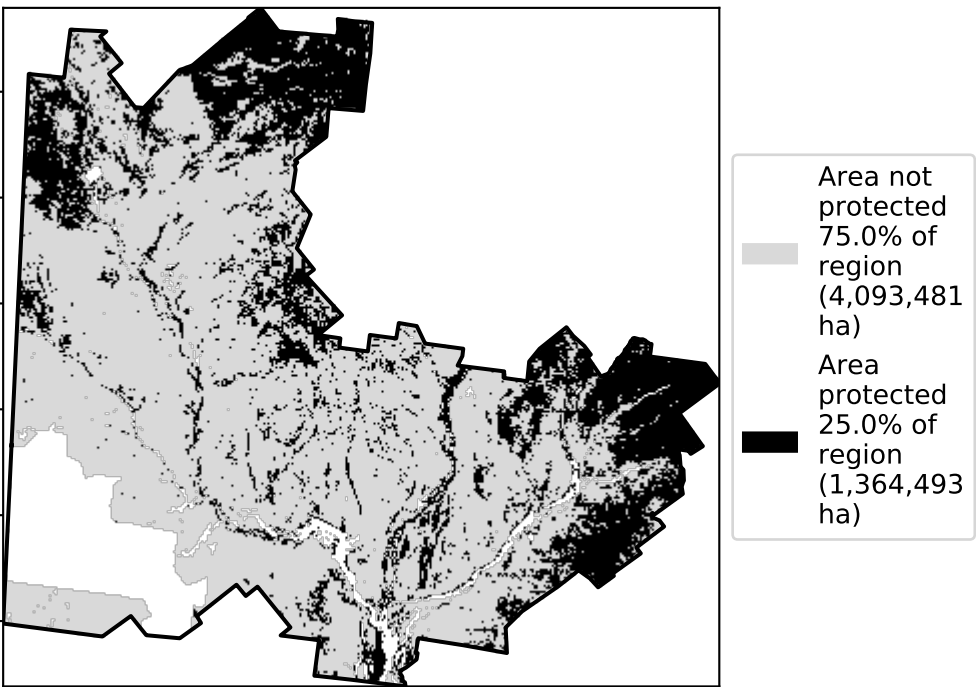 Area not
protected
75.0% of
region
(4,093,481
ha)
Area
protected
25.0% of
region
(1,364,493
ha)